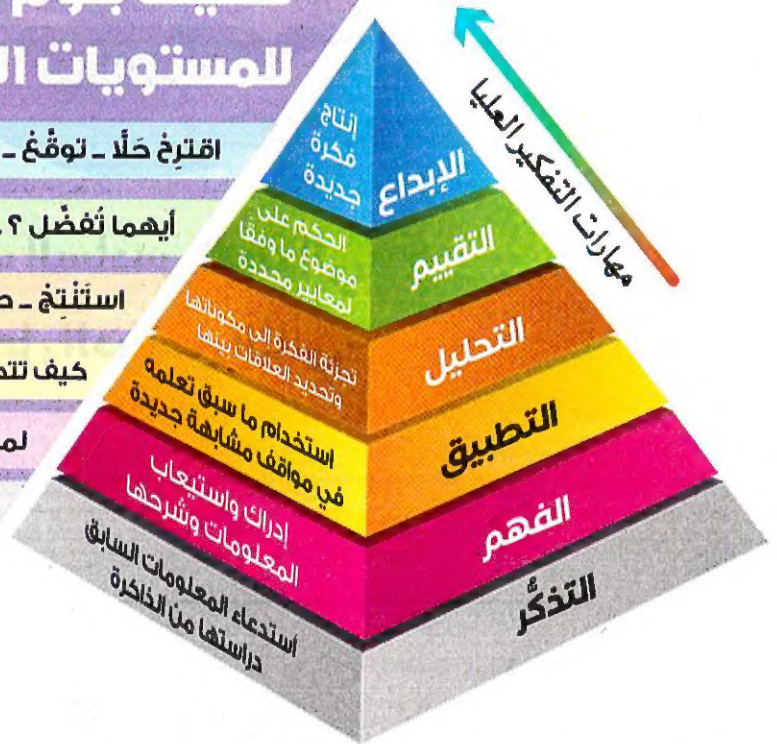 للمستويات
اقترِحْ حَلًّا ـ توقَّعْ ـ
أيهما تُفضِّل ؟
استَنْتِجْ ـ
كيف
مهارات التفكير العليا
الإبداع
إنتاج
فكرة
جديدة
التقييم
الحكم على
موضوع ما وفقا
لمعايير محددة
التحليل
تجزئة الفكرة إلى مكوناتها
وتحديد العلاقات بينها
التطبيق
استخدام ما سبق تعلمه
في مواقف مشابهة جديدة
الفهم
إدراك واستيعاب
المعلومات وشرحها
التذكُّر
استدعاء المعلومات السابق
دراستها من الذاكرة